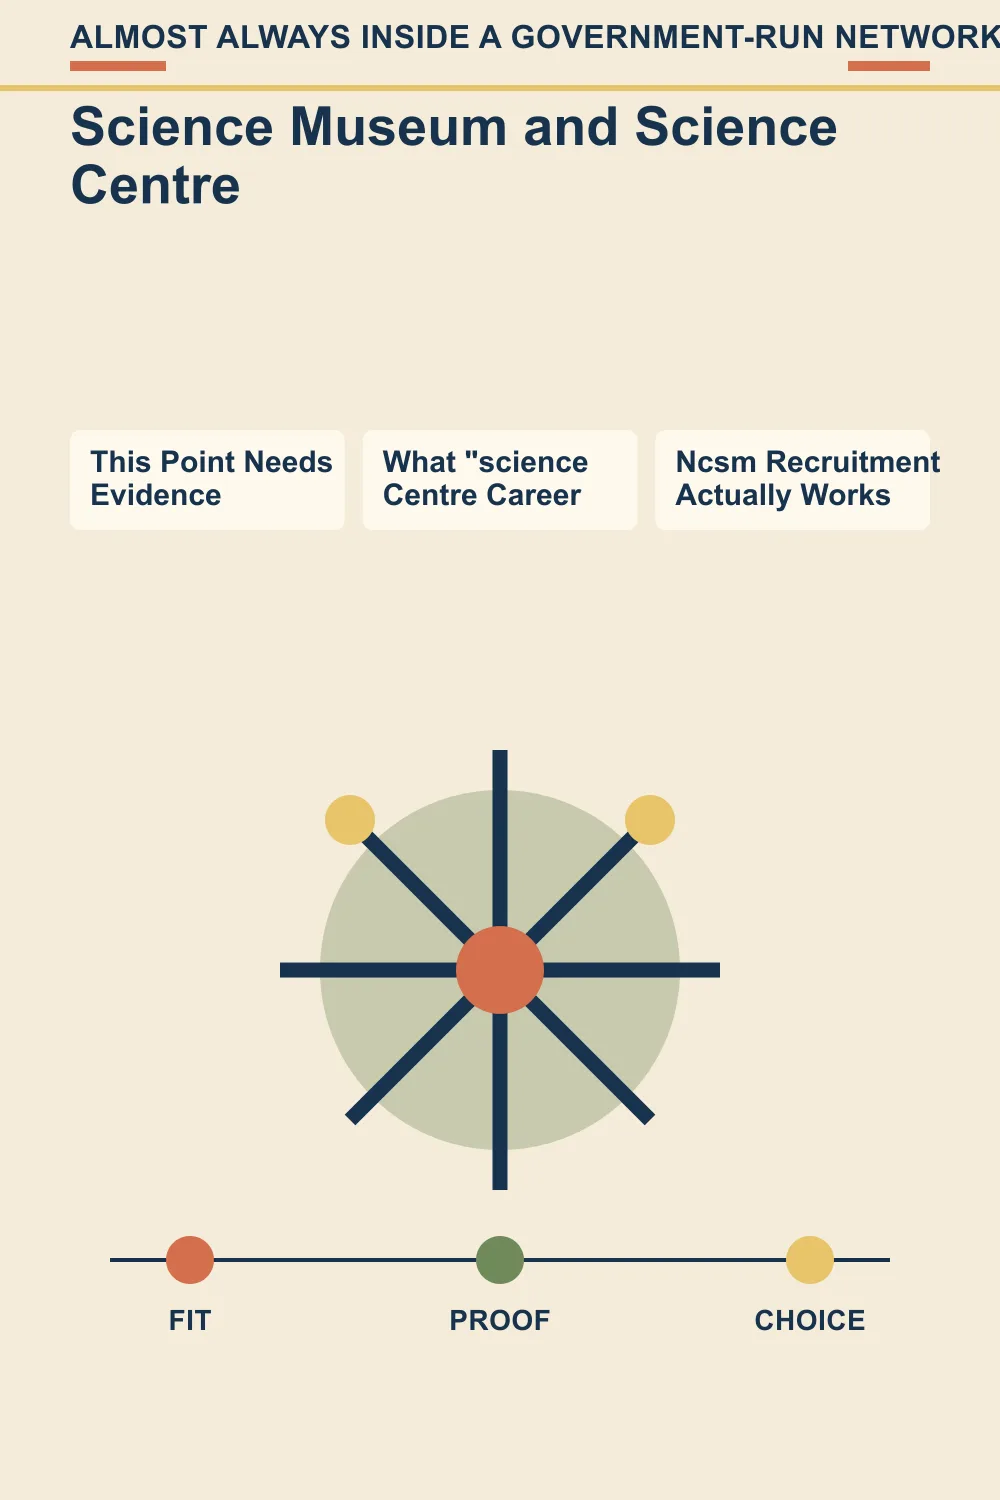 ALMOST ALWAYS INSIDE A GOVERNMENT-RUN NETWORK
Science Museum and Science
Centre
This Point Needs
Evidence
What "science
Centre Career
Ncsm Recruitment
Actually Works
FIT
PROOF
CHOICE